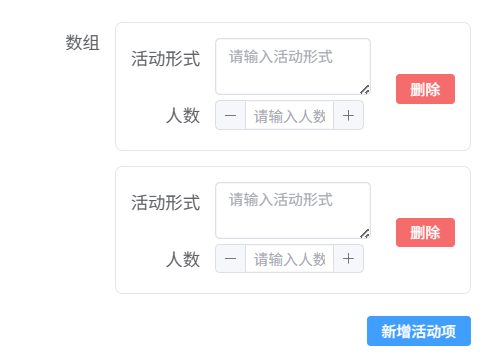 数组
活动形式 请输入活动形式
删除
人数 − 请输入人数 +
活动形式 请输入活动形式
删除
人数 − 请输入人数 +
新增活动项